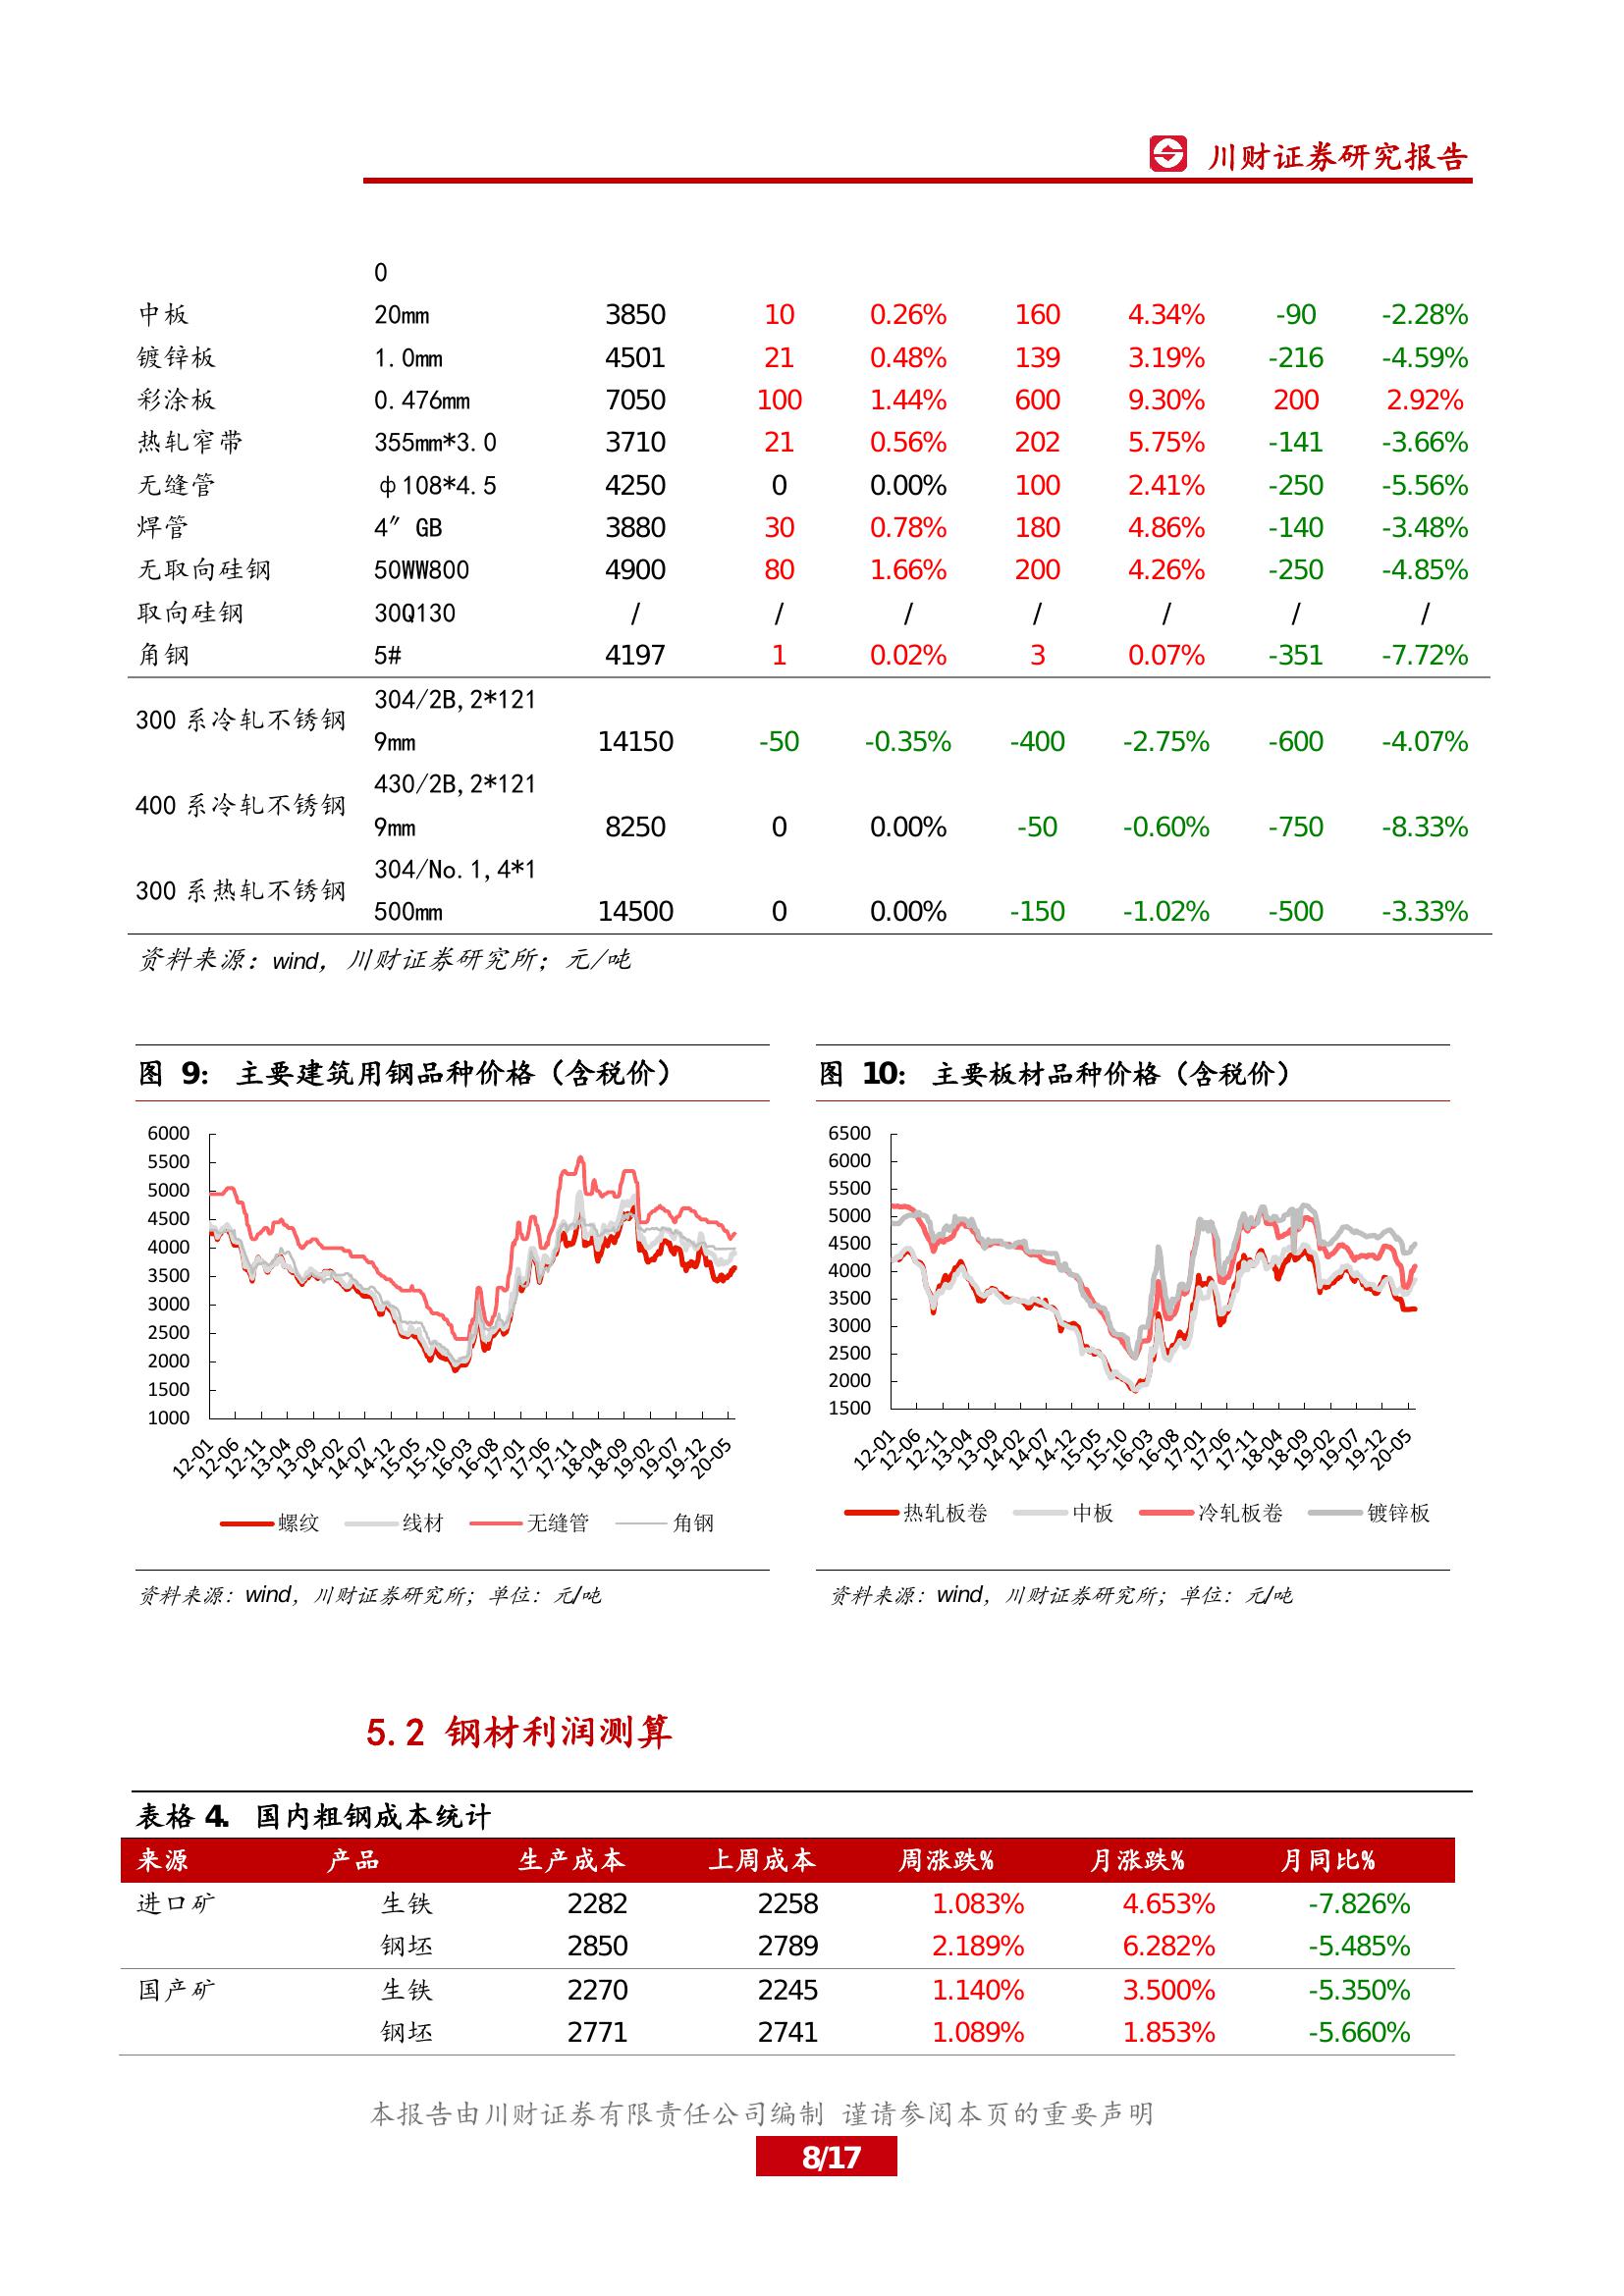 川财证券研究报告
0
中板 20mm 3850 10 0.26% 160 4.34% -90 -2.28%
镀锌板 1.0mm 4501 21 0.48% 139 3.19% -216 -4.59%
彩涂板 0.476mm 7050 100 1.44% 600 9.30% 200 2.92%
热轧窄带 355mm*3.0 3710 21 0.56% 202 5.75% -141 -3.66%
无缝管 φ108*4.5 4250 0 0.00% 100 2.41% -250 -5.56%
焊管 4″ GB 3880 30 0.78% 180 4.86% -140 -3.48%
无取向硅钢 50WW800 4900 80 1.66% 200 4.26% -250 -4.85%
取向硅钢 30Q130 / / / / / / /
角钢 5# 4197 1 0.02% 3 0.07% -351 -7.72%
300 系冷轧不锈钢 304/2B,2*121
9mm 14150 -50 -0.35% -400 -2.75% -600 -4.07%
400 系冷轧不锈钢 430/2B,2*121
9mm 8250 0 0.00% -50 -0.60% -750 -8.33%
300 系热轧不锈钢 304/No.1,4*1
500mm 14500 0 0.00% -150 -1.02% -500 -3.33%
资料来源：wind，川财证券研究所；元/吨
图 9： 主要建筑用钢品种价格（含税价）
6000
5500
5000
4500
4000
3500
3000
2500
2000
1500
1000
12-01 12-06 12-11 13-04 13-09 14-02 14-07 14-12 15-05 15-10 16-03 16-08 17-01 17-06 17-11 18-04 18-09 19-02 19-07 19-12 20-05
螺纹 线材 无缝管 角钢
资料来源：wind，川财证券研究所；单位：元/吨
图 10： 主要板材品种价格（含税价）
6500
6000
5500
5000
4500
4000
3500
3000
2500
2000
1500
12-01 12-06 12-11 13-04 13-09 14-02 14-07 14-12 15-05 15-10 16-03 16-08 17-01 17-06 17-11 18-04 18-09 19-02 19-07 19-12 20-05
热轧板卷 中板 冷轧板卷 镀锌板
资料来源：wind，川财证券研究所；单位：元/吨
5.2 钢材利润测算
表格 4. 国内粗钢成本统计
来源 产品 生产成本 上周成本 周涨跌% 月涨跌% 月同比%
进口矿 生铁 2282 2258 1.083% 4.653% -7.826%
钢坯 2850 2789 2.189% 6.282% -5.485%
国产矿 生铁 2270 2245 1.140% 3.500% -5.350%
钢坯 2771 2741 1.089% 1.853% -5.660%
本报告由川财证券有限责任公司编制 谨请参阅本页的重要声明
8/17